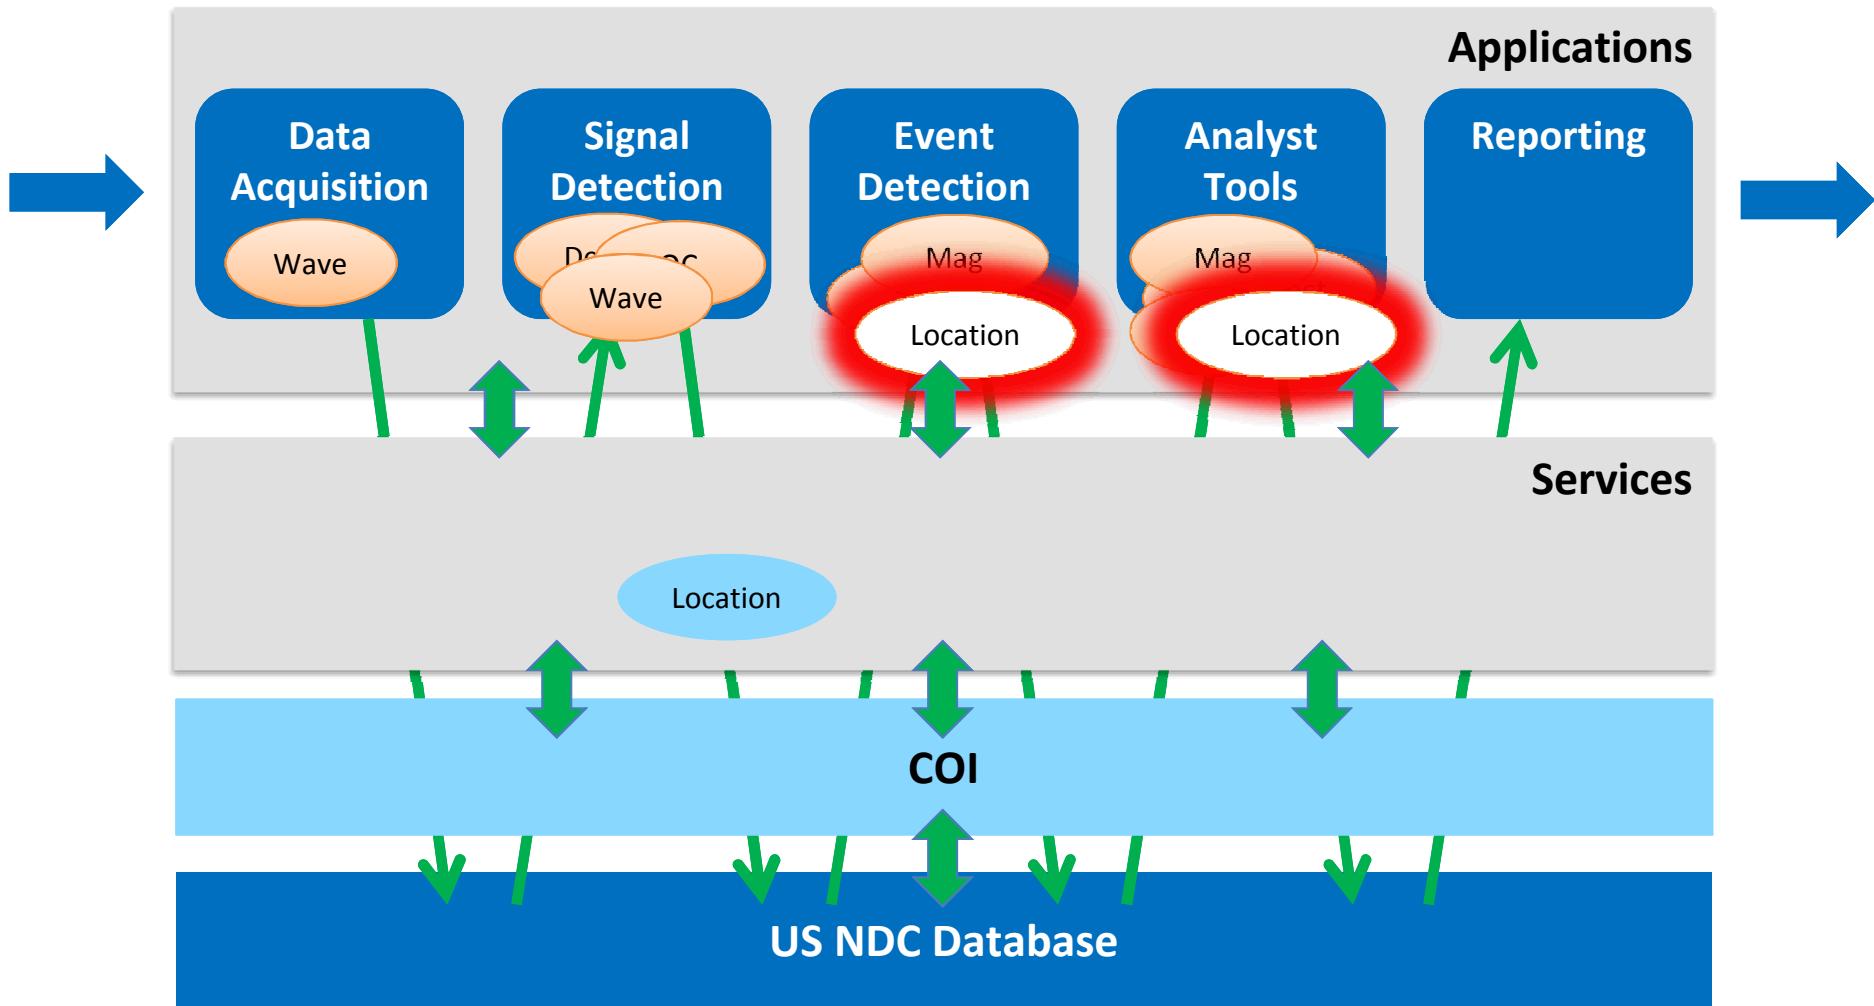 Applications
Data
Acquisition
Wave
Signal
Detection
Wave
Event
Detection
Mag
Location
Analyst
Tools
Mag
Location
Reporting
Services
Location
COI
US NDC Database